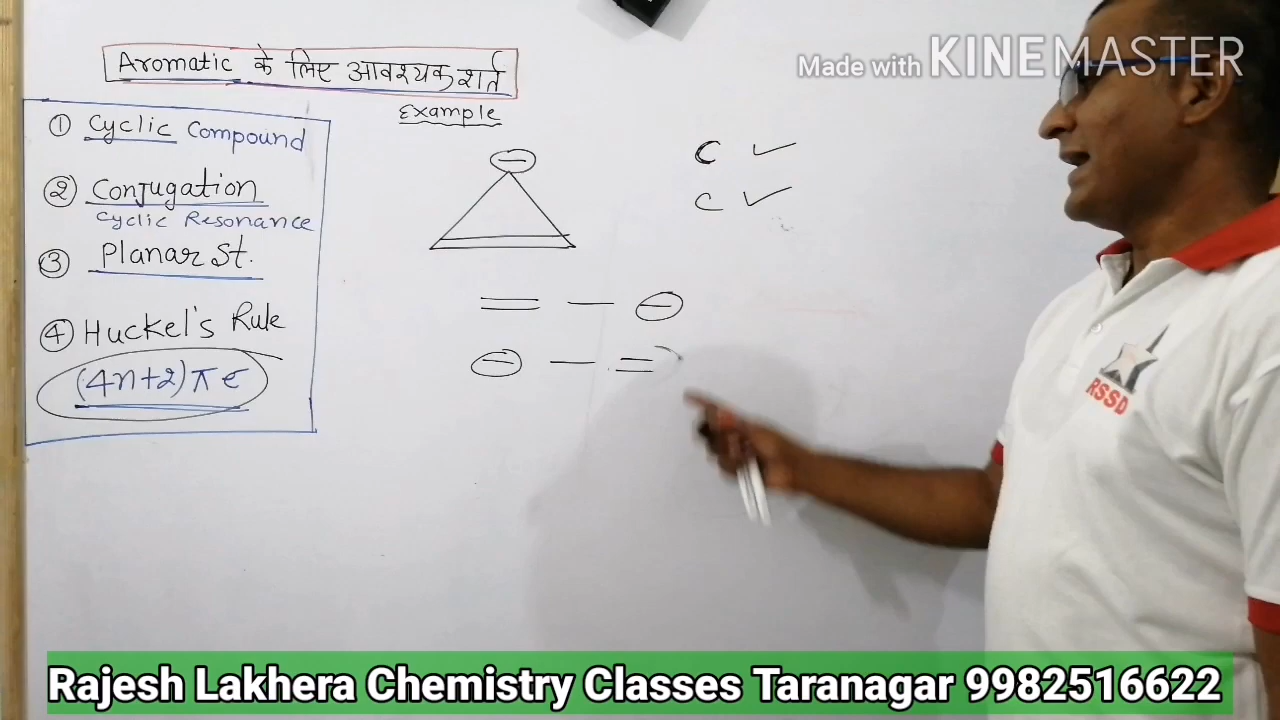 Made with KINEMASTER
Aromatic के लिए आवश्यक शर्त
Example
① Cyclic Compound
② Conjugation
Cyclic Resonance
③ Planar St.
④ Huckel's Rule
(4n+2) π e
C ✓
C ✓
= — ⊖
⊖ — =
RSSD
Rajesh Lakhera Chemistry Classes Taranagar 9982516622